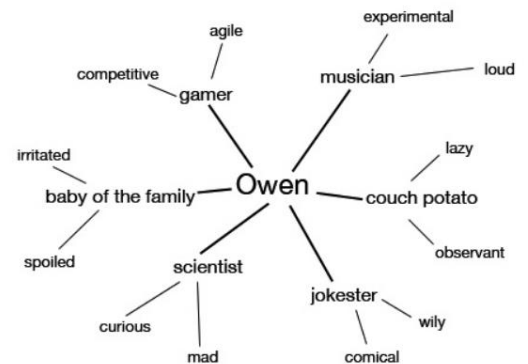 experimental
agile
musician
loud
competitive
gamer
irritated
lazy
Owen
baby of the family
couch potato
spoiled
observant
scientist
jokester
curious
wily
mad
comical